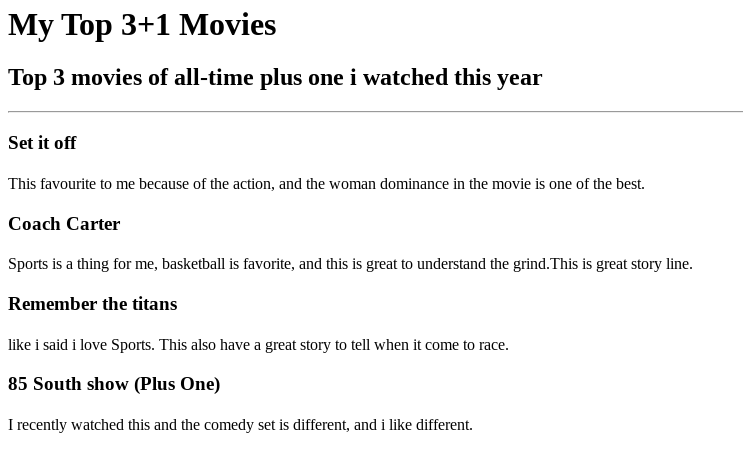 My Top 3+1 Movies
Top 3 movies of all-time plus one i watched this year
Set it off
This favourite to me because of the action, and the woman dominance in the movie is one of the best.
Coach Carter
Sports is a thing for me, basketball is favorite, and this is great to understand the grind.This is great story line.
Remember the titans
like i said i love Sports. This also have a great story to tell when it come to race.
85 South show (Plus One)
I recently watched this and the comedy set is different, and i like different.